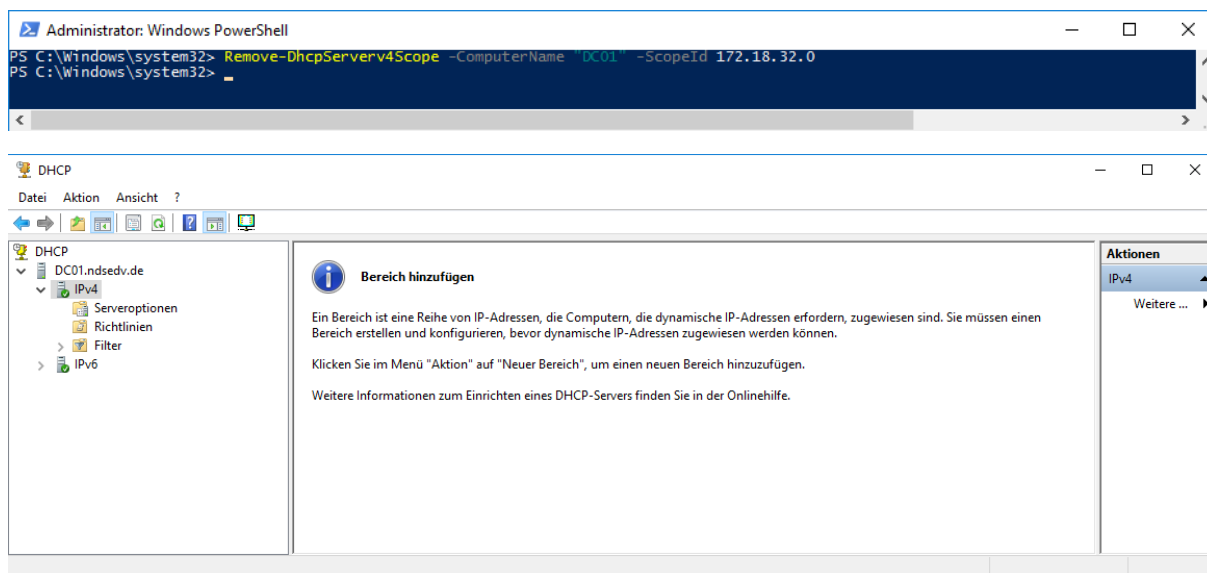 Administrator: Windows PowerShell
PS C:\Windows\system32> Remove-DhcpServerv4Scope -ComputerName "DC01" -ScopeId 172.18.32.0
PS C:\Windows\system32> _
DHCP
Datei Aktion Ansicht ?
DHCP
DC01.ndsedv.de
IPv4
Serveroptionen
Richtlinien
Filter
IPv6
Bereich hinzufügen
Ein Bereich ist eine Reihe von IP-Adressen, die Computern, die dynamische IP-Adressen erfordern, zugewiesen sind. Sie müssen einen
Bereich erstellen und konfigurieren, bevor dynamische IP-Adressen zugewiesen werden können.
Klicken Sie im Menü "Aktion" auf "Neuer Bereich", um einen neuen Bereich hinzuzufügen.
Weitere Informationen zum Einrichten eines DHCP-Servers finden Sie in der Onlinehilfe.
Aktionen
IPv4
Weitere ...